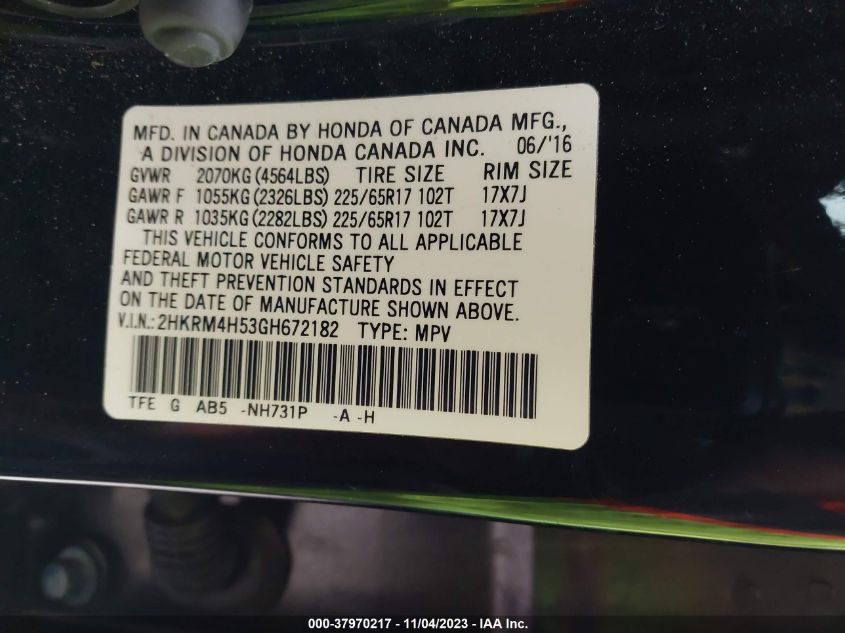 MFD. IN CANADA BY HONDA OF CANADA MFG.,
A DIVISION OF HONDA CANADA INC. 06/'16
GVWR 2070KG (4564LBS) TIRE SIZE RIM SIZE
GAWR F 1055KG (2326LBS) 225/65R17 102T 17X7J
GAWR R 1035KG (2282LBS) 225/65R17 102T 17X7J
THIS VEHICLE CONFORMS TO ALL APPLICABLE
FEDERAL MOTOR VEHICLE SAFETY
AND THEFT PREVENTION STANDARDS IN EFFECT
ON THE DATE OF MANUFACTURE SHOWN ABOVE.
V.I.N.: 2HKRM4H53GH672182 TYPE: MPV
TFE G AB5 -NH731P -A -H
000-37970217 - 11/04/2023 - IAA Inc.